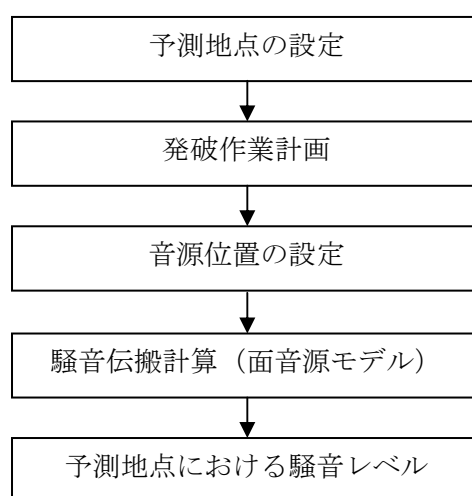 予測地点の設定
発破作業計画
音源位置の設定
騒音伝搬計算（面音源モデル）
予測地点における騒音レベル